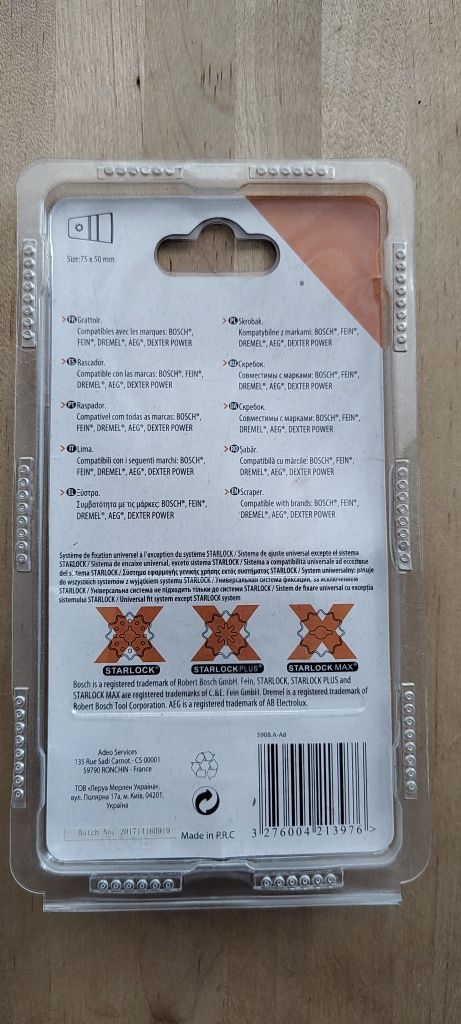 Size:75 x 50 mm
FR Grattoir.
Compatibles avec les marques: BOSCH®,
FEIN®, DREMEL®, AEG®, DEXTER POWER
ES Rascador.
Compatible con las marcas: BOSCH®, FEIN®,
DREMEL®, AEG®, DEXTER POWER
PT Raspador.
Compativel com todas as marcas: BOSCH®,
FEIN®, DREMEL®, AEG®, DEXTER POWER
IT Lima.
Compatibili con i seguenti marchi: BOSCH®,
FEIN®, DREMEL®, AEG®, DEXTER POWER
EL Ξύστρα.
Συμβατότητα με τις μάρκες: BOSCH®, FEIN®,
DREMEL®, AEG®, DEXTER POWER
PL Skrobak.
Kompatybilne z markami: BOSCH®, FEIN®,
DREMEL®, AEG®, DEXTER POWER
RU Скребок.
Совместимы с марками: BOSCH®, FEIN®,
DREMEL®, AEG®, DEXTER POWER
UA Скребок.
Совместимы с марками: BOSCH®, FEIN®,
DREMEL®, AEG®, DEXTER POWER
RO Șabăr.
Compatibilă cu mărcile: BOSCH®, FEIN®,
DREMEL®, AEG®, DEXTER POWER
EN Scraper.
Compatible with brands: BOSCH®, FEIN®,
DREMEL®, AEG®, DEXTER POWER
Système de fixation universel à l'exception du système STARLOCK / Sistema de ajuste universal excepto el sistema
STARLOCK / Sistema de encaixe universal, exceto sistema STARLOCK / Sistema a compatibilità universale ad eccezione
del sistema STARLOCK / Σύστημα εφαρμογής γενικής χρήσης εκτός συστήματος STARLOCK / System uniwersalny: pasuje
do wszystkich systemów z wyjątkiem systemu STARLOCK / Универсальная система фиксации, за исключением
STARLOCK / Универсальна система не підходить тільки до системи STARLOCK / Sistem de fixare universal cu excepția
sistemului STARLOCK / Universal fit system except STARLOCK system
STARLOCK® STARLOCKPLUS® STARLOCKMAX®
Bosch is a registered trademark of Robert Bosch GmbH. Fein, STARLOCK, STARLOCK PLUS and
STARLOCK MAX are registered trademarks of C.&E. Fein GmbH. Dremel is a registered trademark of
Robert Bosch Tool Corporation. AEG is a registered trademark of AB Electrolux.
Adeo Services
135 Rue Sadi Carnot - CS 00001
59790 RONCHIN - France
ТОВ «Леруа Мерлен Україна»,
вул. Полярна 17а, м. Київ, 04201,
Україна
Made in P.R.C
5908.A-A8
3 276004 213976 >